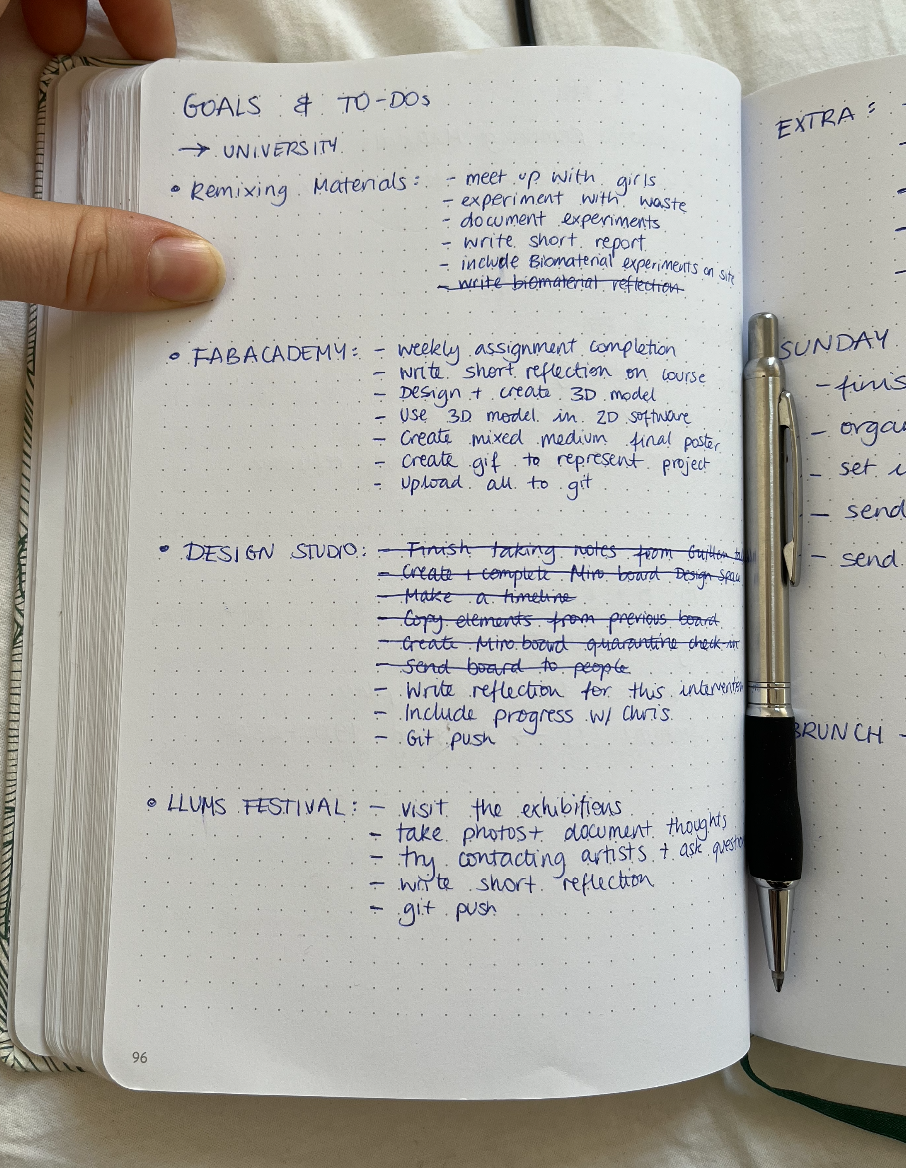 GOALS & TO-DOs
→ UNIVERSITY
• Remixing Materials: - meet up with girls
- experiment with waste
- document experiments
- write short report
- include Biomaterial experiments on site
- write biomaterial reflection
• FABACADEMY: - weekly assignment completion
- write short reflection on course
- Design + create 3D model
- Use 3D model in 2D software
- Create mixed medium final poster
- Create gif to represent project
- Upload all to git
• DESIGN STUDIO: - Finish taking notes from
- Create + complete Miro board Design Space
- Make a timeline
- Copy elements from previous board
- Create Miro board quarantine check-in
- Send board to people
- Write reflection for this intervention
- Include progress w/ Chris
- Git push
• LLUMS FESTIVAL: - visit the exhibitions
- take photos + document thoughts
- try contacting artists + ask
- write short reflection
- git push
96
EXTRA:
SUNDAY
- finis
- orga
- set
- send
- send
BRUNCH -